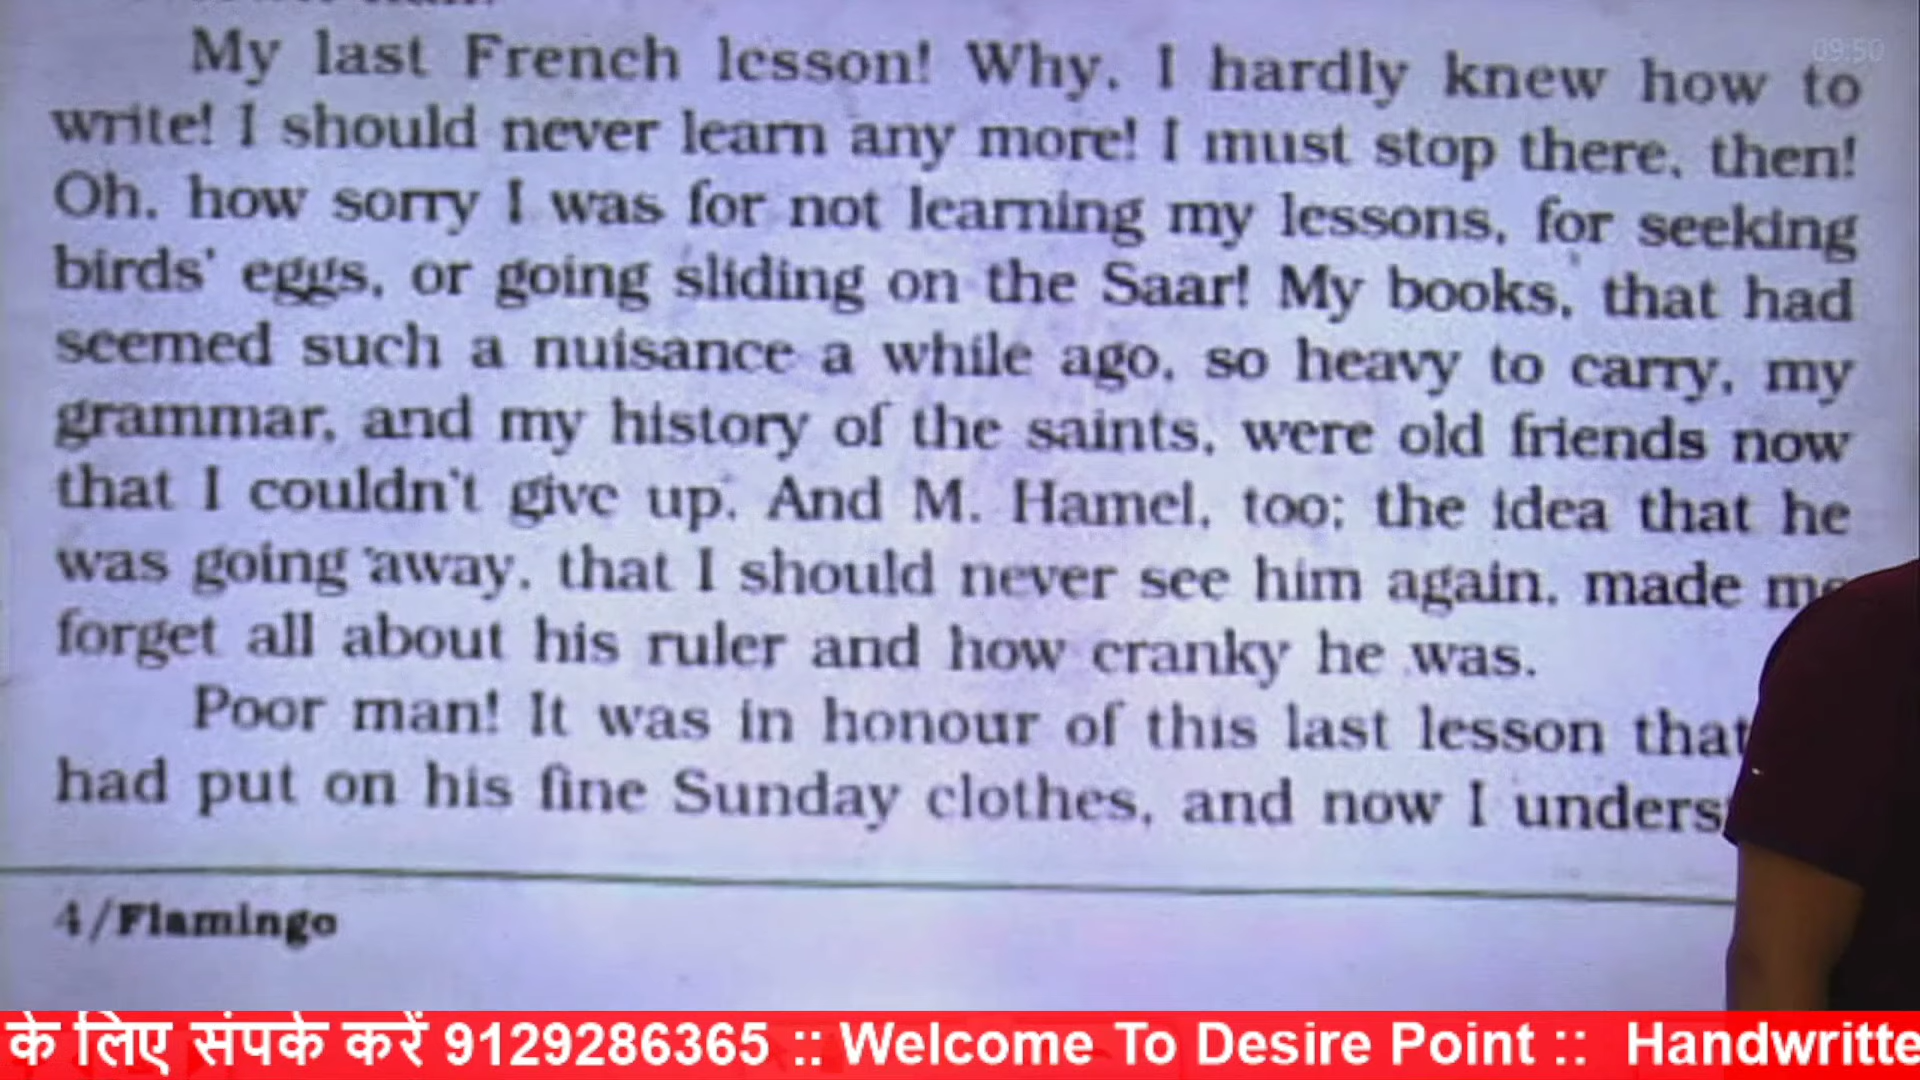 My last French lesson! Why, I hardly knew how to
write! I should never learn any more! I must stop there, then!
Oh, how sorry I was for not learning my lessons, for seeking
birds' eggs, or going sliding on the Saar! My books, that had
seemed such a nuisance a while ago, so heavy to carry, my
grammar, and my history of the saints, were old friends now
that I couldn't give up. And M. Hamel, too; the idea that he
was going away, that I should never see him again, made me
forget all about his ruler and how cranky he was.
Poor man! It was in honour of this last lesson that
had put on his fine Sunday clothes, and now I unders
4/Flamingo
09:50
के लिए संपर्क करें 9129286365 :: Welcome To Desire Point :: Handwritte